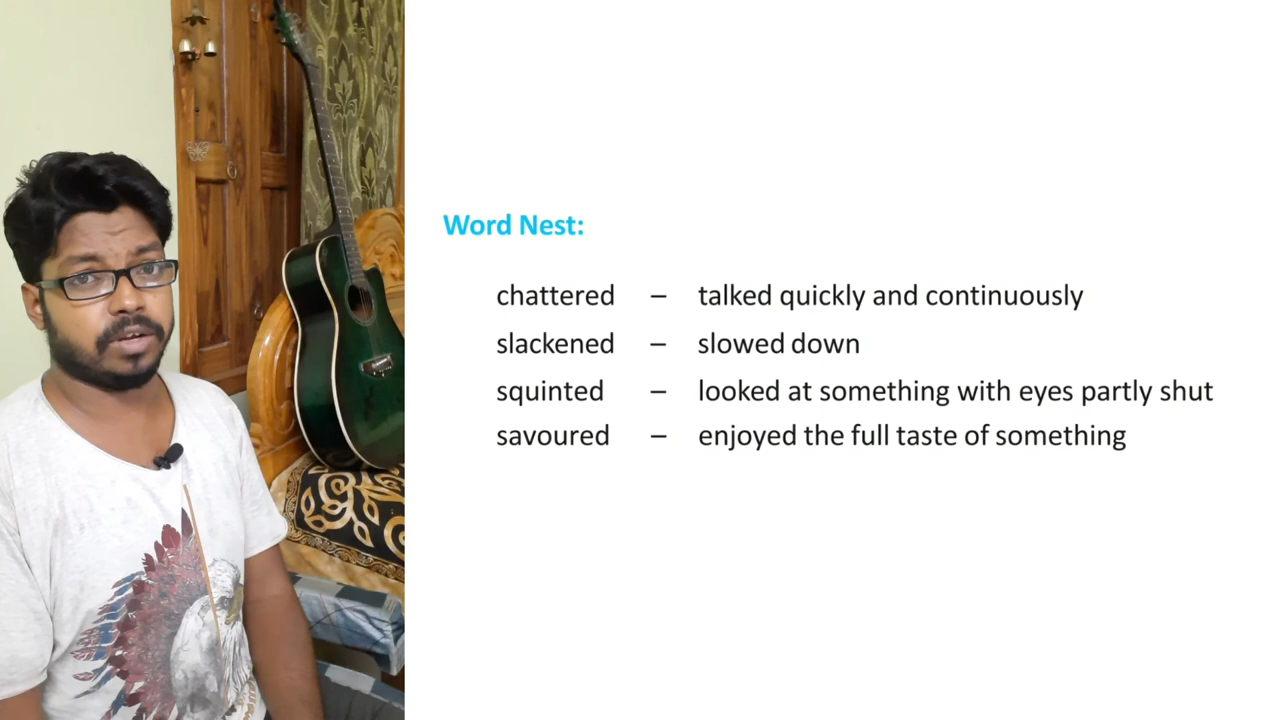 Word Nest:
chattered – talked quickly and continuously
slackened – slowed down
squinted – looked at something with eyes partly shut
savoured – enjoyed the full taste of something